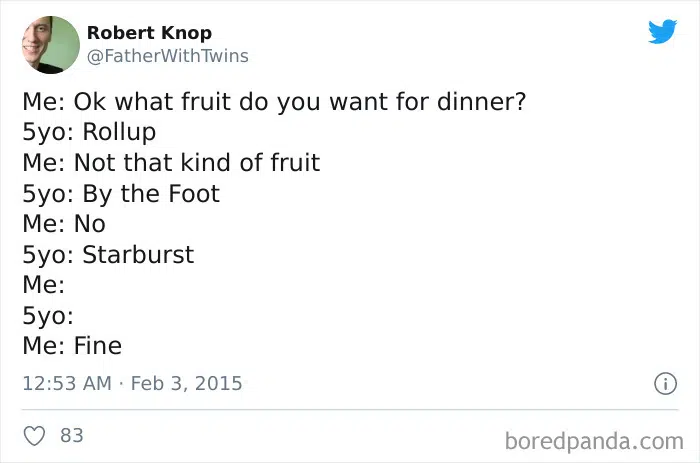 Robert Knop
@FatherWithTwins
Me: Ok what fruit do you want for dinner?
5yo: Rollup
Me: Not that kind of fruit
5yo: By the Foot
Me: No
5yo: Starburst
Me:
5yo:
Me: Fine
12:53 AM · Feb 3, 2015
83
boredpanda.com